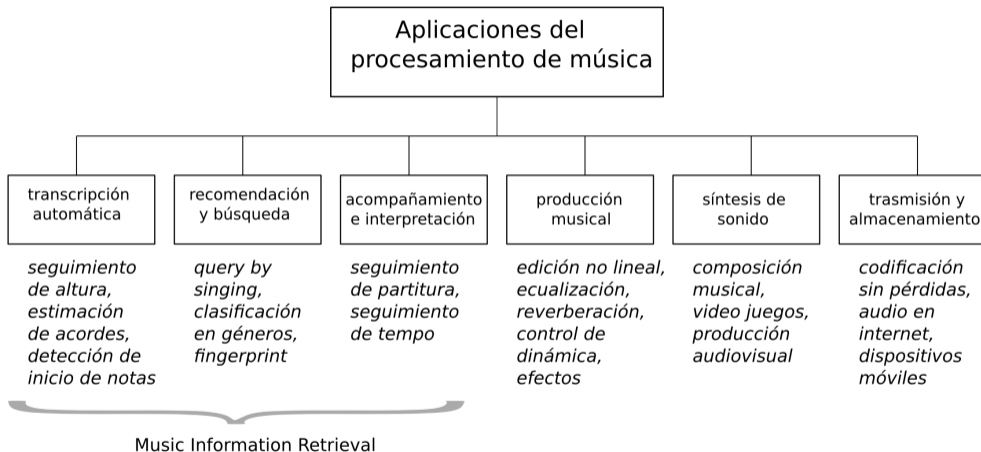 Aplicaciones del
procesamiento de música
transcripción
automática
recomendación
y búsqueda
acompañamiento
e interpretación
producción
musical
síntesis de
sonido
trasmisión y
almacenamiento
seguimiento
de altura,
estimación
de acordes,
detección de
inicio de notas
query by
singing,
clasificación
en géneros,
fingerprint
seguimiento
de partitura,
seguimiento
de tempo
edición no lineal,
ecualización,
reverberación,
control de
dinámica,
efectos
composición
musical,
video juegos,
producción
audiovisual
codificación
sin pérdidas,
audio en
internet,
dispositivos
móviles
Music Information Retrieval